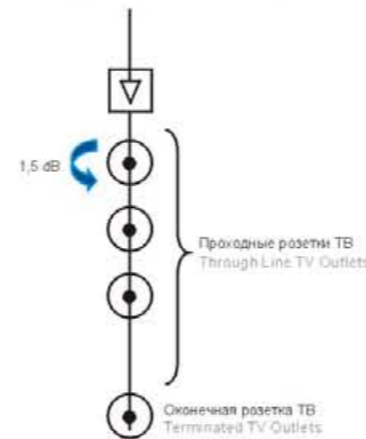 1,5 dB
Проходные розетки ТВ
Through Line TV Outlets
Оконечная розетка ТВ
Terminated TV Outlets